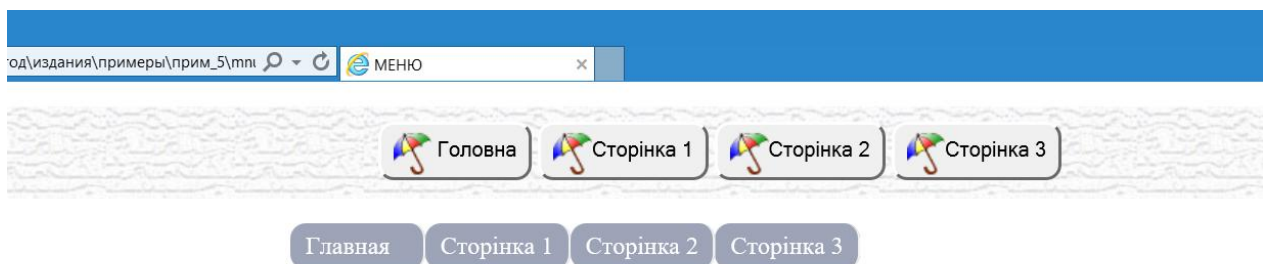 од\издания\примеры\прим_5\mnu МЕНЮ
Головна Сторінка 1 Сторінка 2 Сторінка 3
Главная Сторінка 1 Сторінка 2 Сторінка 3